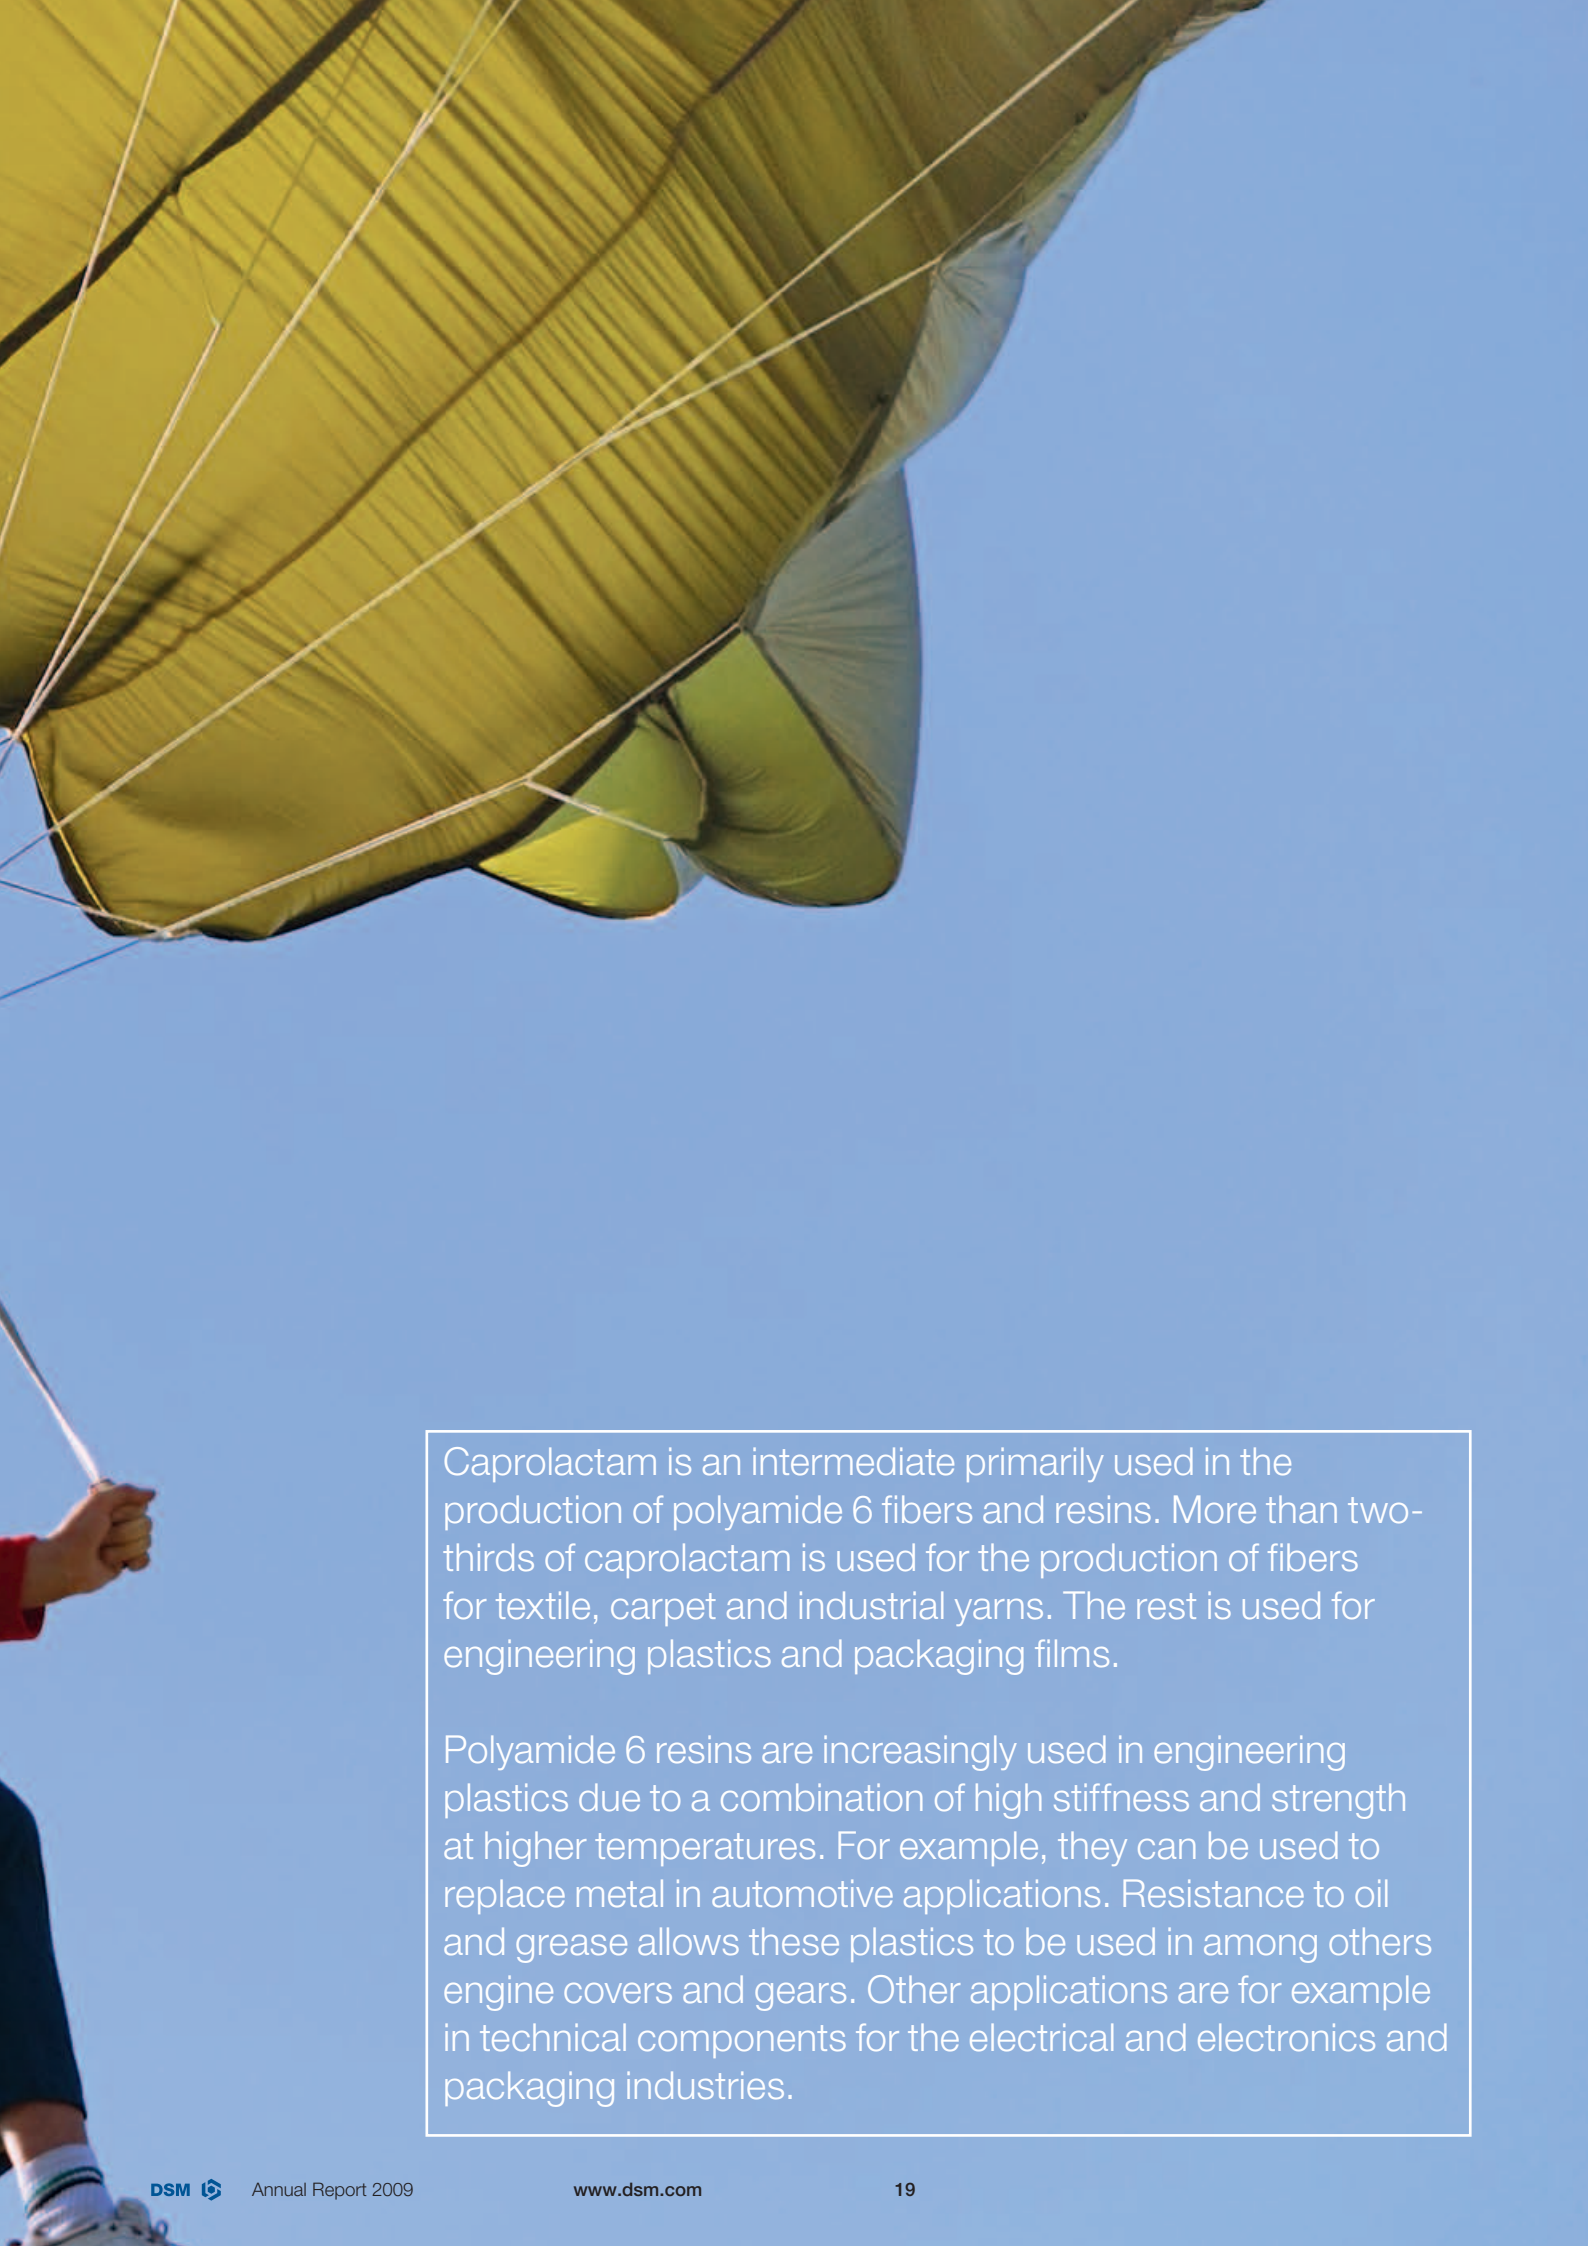 Caprolactam is an intermediate primarily used in the
production of polyamide 6 fibers and resins. More than two-
thirds of caprolactam is used for the production of fibers
for textile, carpet and industrial yarns. The rest is used for
engineering plastics and packaging films.
Polyamide 6 resins are increasingly used in engineering
plastics due to a combination of high stiffness and strength
at higher temperatures. For example, they can be used to
replace metal in automotive applications. Resistance to oil
and grease allows these plastics to be used in among others
engine covers and gears. Other applications are for example
in technical components for the electrical and electronics and
packaging industries.
DSM Annual Report 2009 www.dsm.com 19